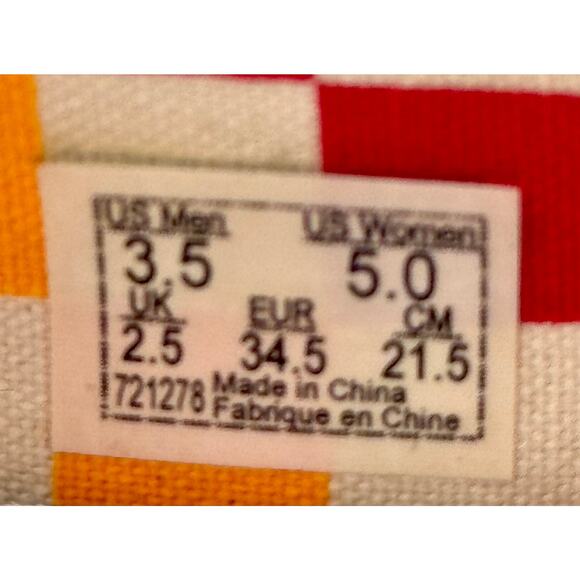 US Men US Women
3.5 5.0
UK EUR CM
2.5 34.5 21.5
721278 Made in China
Fabrique en Chine